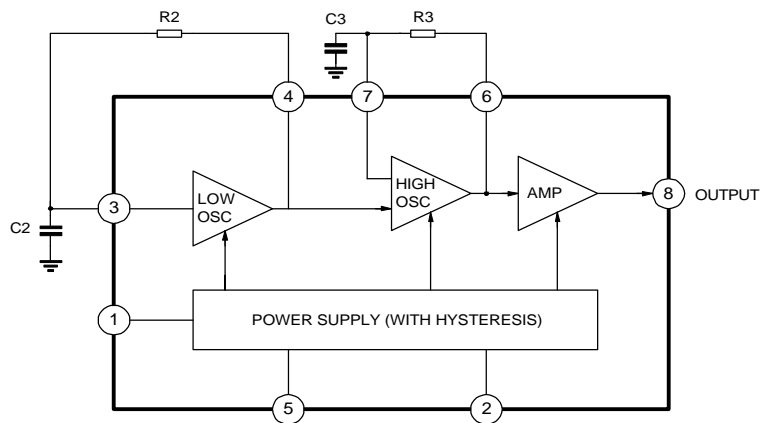 R2
C3
R3
4
7
6
LOW
OSC
HIGH
OSC
AMP
3
8
OUTPUT
C2
1
POWER SUPPLY (WITH HYSTERESIS)
5
2